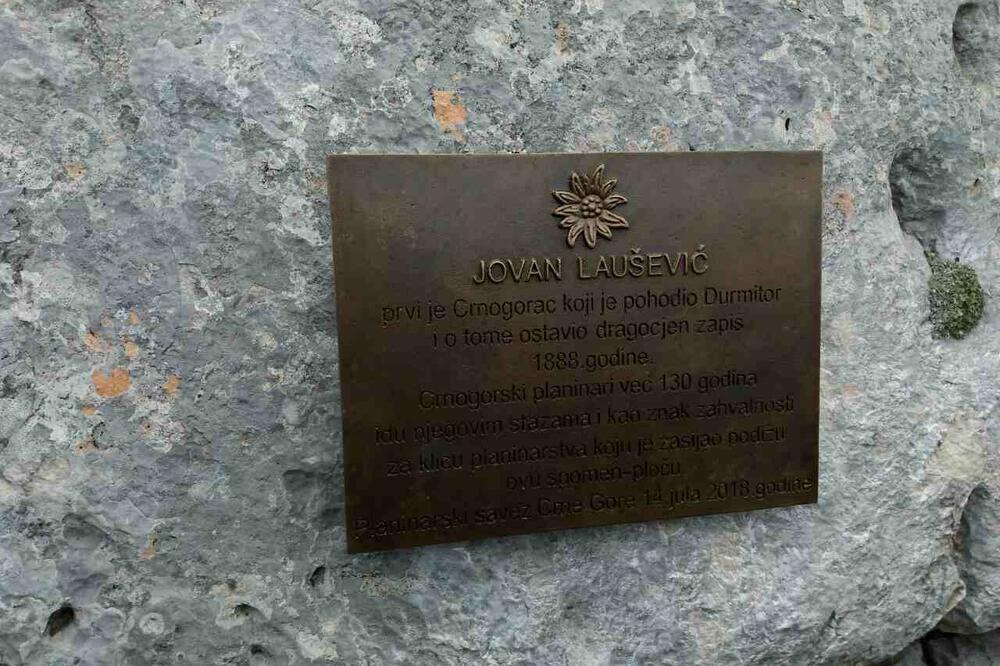 JOVAN LAUŠEVIĆ
prvi je Crnogorac koji je pohodio Durmitor
i o tome ostavio dragocjen zapis
1888.godine.
Crnogorski planinari već 130 godina
idu njegovim stazama i kao znak zahvalnosti
za klicu planinarstva koju je zasijao podižu
ovu spomen-ploču.
Planinarski savez Crne Gore 14.jula 2018.godine